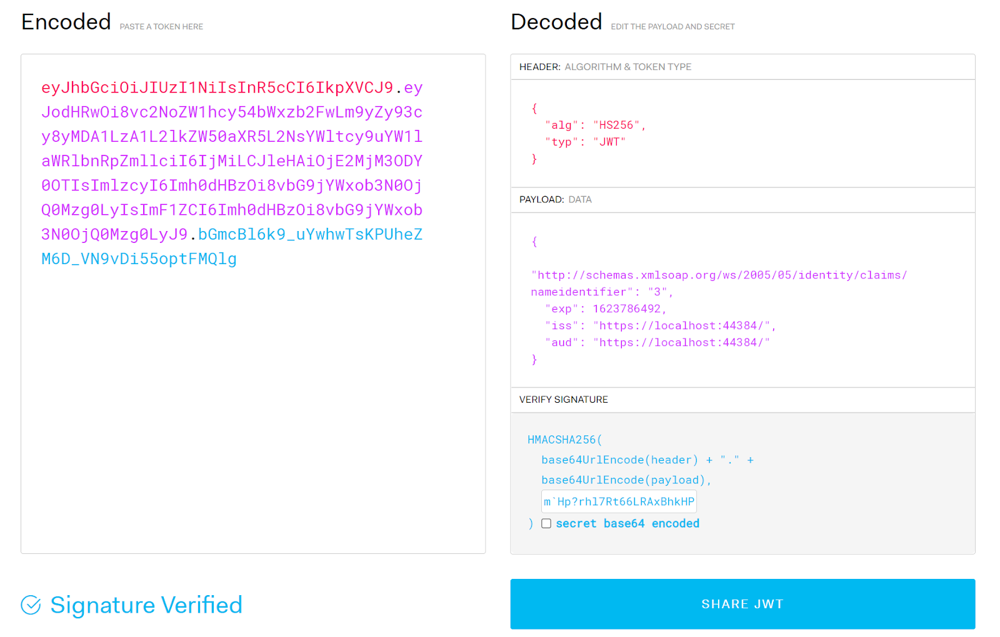 Encoded PASTE A TOKEN HERE
eyJhbGciOiJIUzI1NiIsInR5cCI6IkpXVCJ9.ey
JodHRwOi8vc2NoZW1hcy54bWxzb2FwLm9yZy93c
y8yMDA1LzA1L2lkZW50aXR5L2NsYWltcy9uYW1l
aWRlbnRpZmllciI6IjMiLCJleHAiOjE2MjM3ODY
0OTIsImlzcyI6Imh0dHBzOi8vbG9jYWxob3N0Oj
Q0Mzg0LyIsImF1ZCI6Imh0dHBzOi8vbG9jYWxob
3N0OjQ0Mzg0LyJ9.bGmcBl6k9_uYwhwTsKPUheZ
M6D_VN9vDi55optFMQlg
Signature Verified
Decoded EDIT THE PAYLOAD AND SECRET
HEADER: ALGORITHM & TOKEN TYPE
{
"alg": "HS256",
"typ": "JWT"
}
PAYLOAD: DATA
{
"http://schemas.xmlsoap.org/ws/2005/05/identity/claims/
nameidentifier": "3",
"exp": 1623786492,
"iss": "https://localhost:44384/",
"aud": "https://localhost:44384/"
}
VERIFY SIGNATURE
HMACSHA256(
base64UrlEncode(header) + "." +
base64UrlEncode(payload),
m`Hp?rhl7Rt66LRAxBhkHP
) secret base64 encoded
SHARE JWT